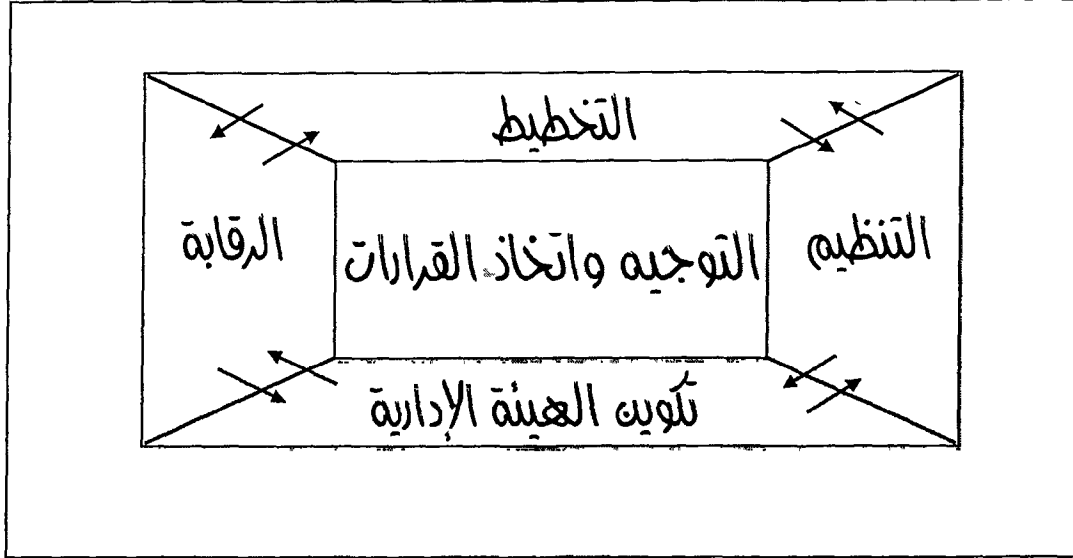 التخطيط
التنظيم
التوجيه واتخاذ القرارات
الرقابة
تكوين الهيئة الإدارية